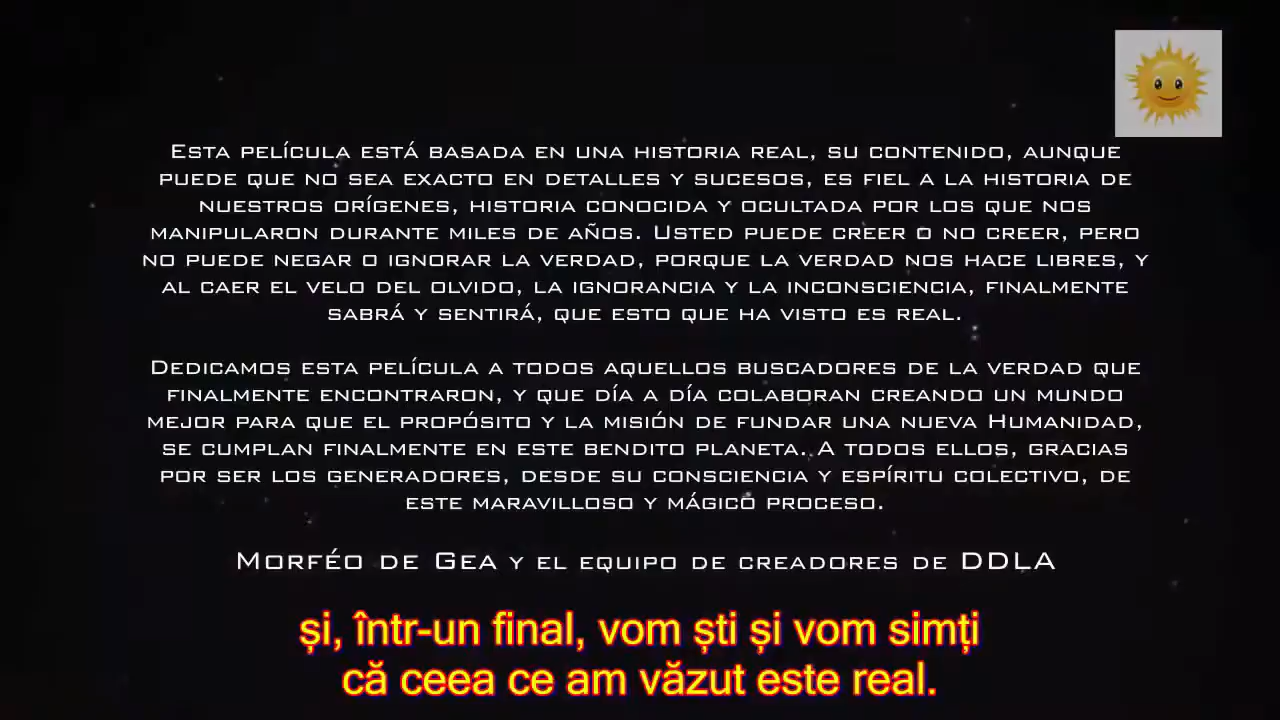 Esta película está basada en una historia real, su contenido, aunque
puede que no sea exacto en detalles y sucesos, es fiel a la historia de
nuestros orígenes, historia conocida y ocultada por los que nos
manipularon durante miles de años. Usted puede creer o no creer, pero
no puede negar o ignorar la verdad, porque la verdad nos hace libres, y
al caer el velo del olvido, la ignorancia y la inconsciencia, finalmente
sabrá y sentirá, que esto que ha visto es real.
Dedicamos esta película a todos aquellos buscadores de la verdad que
finalmente encontraron, y que día a día colaboran creando un mundo
mejor para que el propósito y la misión de fundar una nueva Humanidad,
se cumplan finalmente en este bendito planeta. A todos ellos, gracias
por ser los generadores, desde su consciencia y espíritu colectivo, de
este maravilloso y mágico proceso.
Morféo de Gea y el equipo de creadores de DDLA
și, într-un final, vom ști și vom simți
că ceea ce am văzut este real.